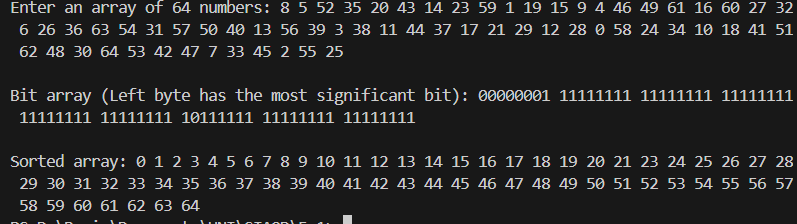 Enter an array of 64 numbers: 8 5 52 35 20 43 14 23 59 1 19 15 9 4 46 49 61 16 60 27 32
6 26 36 63 54 31 57 50 40 13 56 39 3 38 11 44 37 17 21 29 12 28 0 58 24 34 10 18 41 51
62 48 30 64 53 42 47 7 33 45 2 55 25
Bit array (Left byte has the most significant bit): 00000001 11111111 11111111 11111111
11111111 11111111 10111111 11111111 11111111
Sorted array: 0 1 2 3 4 5 6 7 8 9 10 11 12 13 14 15 16 17 18 19 20 21 23 24 25 26 27 28
29 30 31 32 33 34 35 36 37 38 39 40 41 42 43 44 45 46 47 48 49 50 51 52 53 54 55 56 57
58 59 60 61 62 63 64